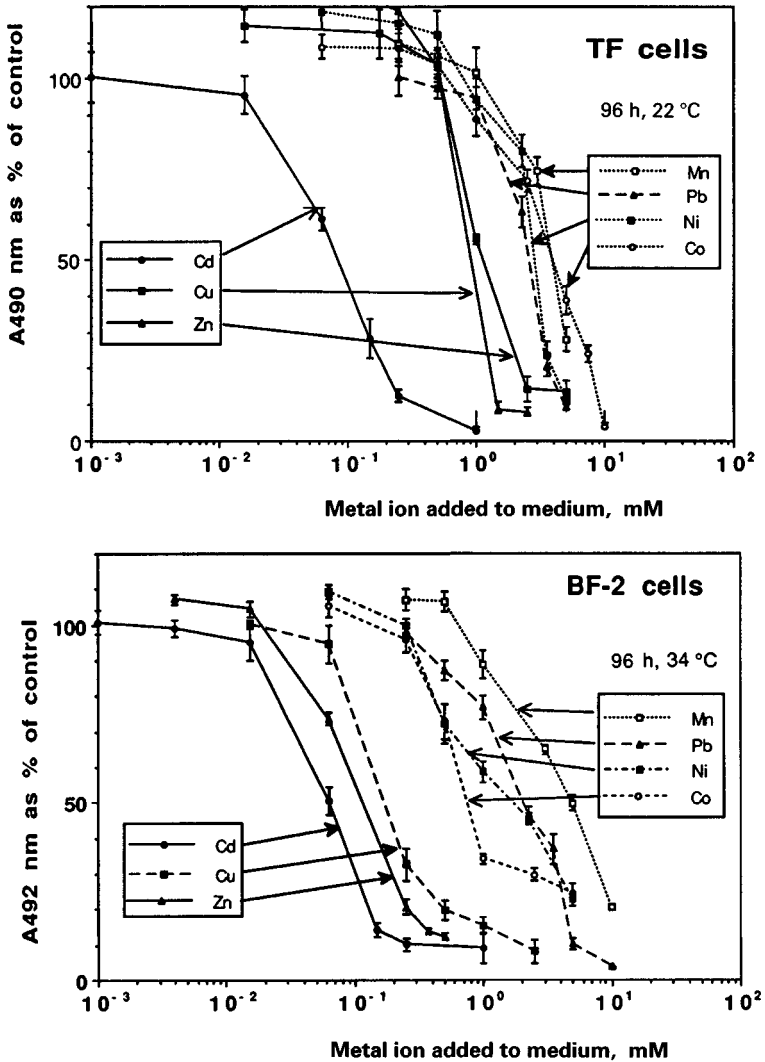 TF cells
96 h, 22 °C
A490 nm as % of control
100
50
0
Mn
Pb
Ni
Co
Cd
Cu
Zn
10-3 10-2 10-1 100 101 102
Metal ion added to medium, mM
BF-2 cells
96 h, 34 °C
A492 nm as % of control
100
50
0
Mn
Pb
Ni
Co
Cd
Cu
Zn
10-3 10-2 10-1 100 101 102
Metal ion added to medium, mM